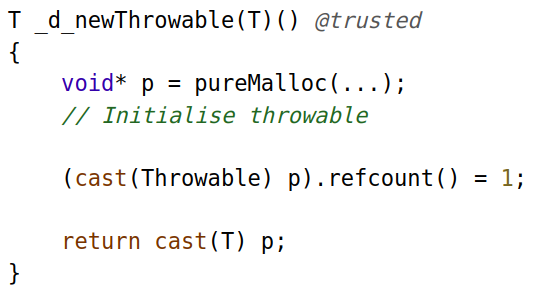 T _d_newThrowable(T)() @trusted
{
    void* p = pureMalloc(...);
    // Initialise throwable
    (cast(Throwable) p).refcount() = 1;
    return cast(T) p;
}